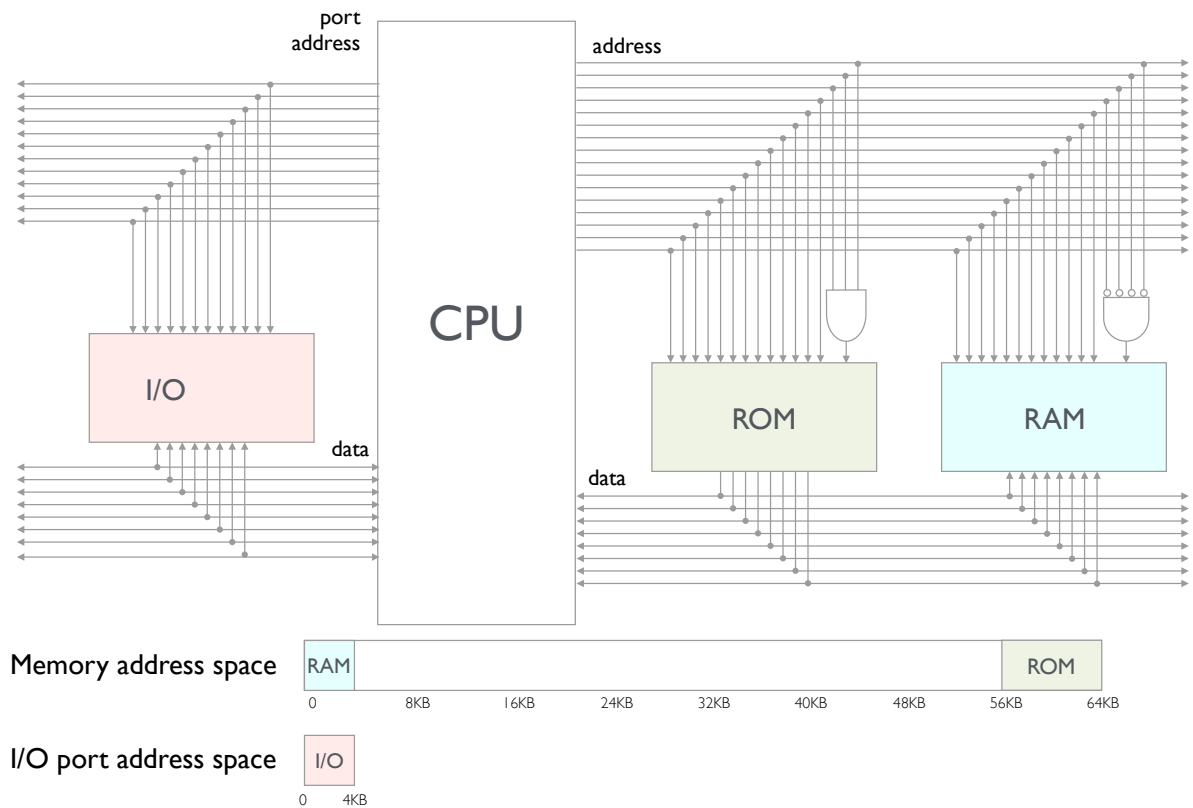 port
address
address
CPU
I/O
ROM
RAM
data
data
Memory address space
RAM
ROM
0 8KB 16KB 24KB 32KB 40KB 48KB 56KB 64KB
I/O port address space
I/O
0 4KB